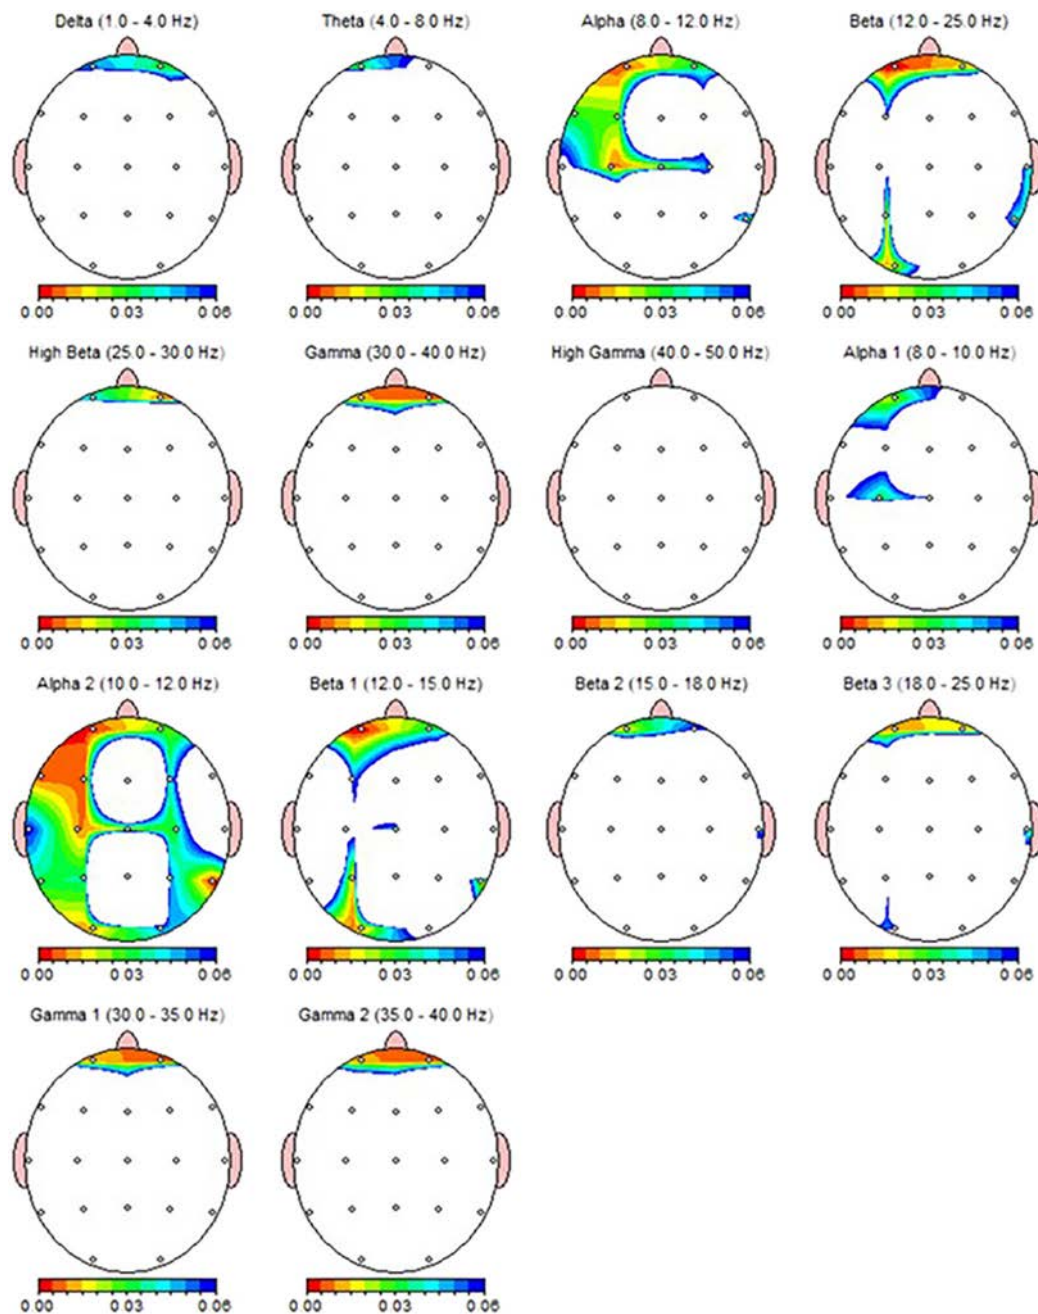 Delta (1.0 - 4.0 Hz) Theta (4.0 - 8.0 Hz) Alpha (8.0 - 12.0 Hz) Beta (12.0 - 25.0 Hz)
0.00 0.03 0.06 0.00 0.03 0.06 0.00 0.03 0.06 0.00 0.03 0.06
High Beta (25.0 - 30.0 Hz) Gamma (30.0 - 40.0 Hz) High Gamma (40.0 - 50.0 Hz) Alpha 1 (8.0 - 10.0 Hz)
0.00 0.03 0.06 0.00 0.03 0.06 0.00 0.03 0.06 0.00 0.03 0.06
Alpha 2 (10.0 - 12.0 Hz) Beta 1 (12.0 - 15.0 Hz) Beta 2 (15.0 - 18.0 Hz) Beta 3 (18.0 - 25.0 Hz)
0.00 0.03 0.06 0.00 0.03 0.06 0.00 0.03 0.06 0.00 0.03 0.06
Gamma 1 (30.0 - 35.0 Hz) Gamma 2 (35.0 - 40.0 Hz)
0.00 0.03 0.06 0.00 0.03 0.06